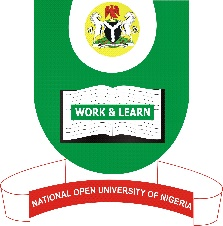 WORK & LEARN
NATIONAL OPEN UNIVERSITY OF NIGERIA